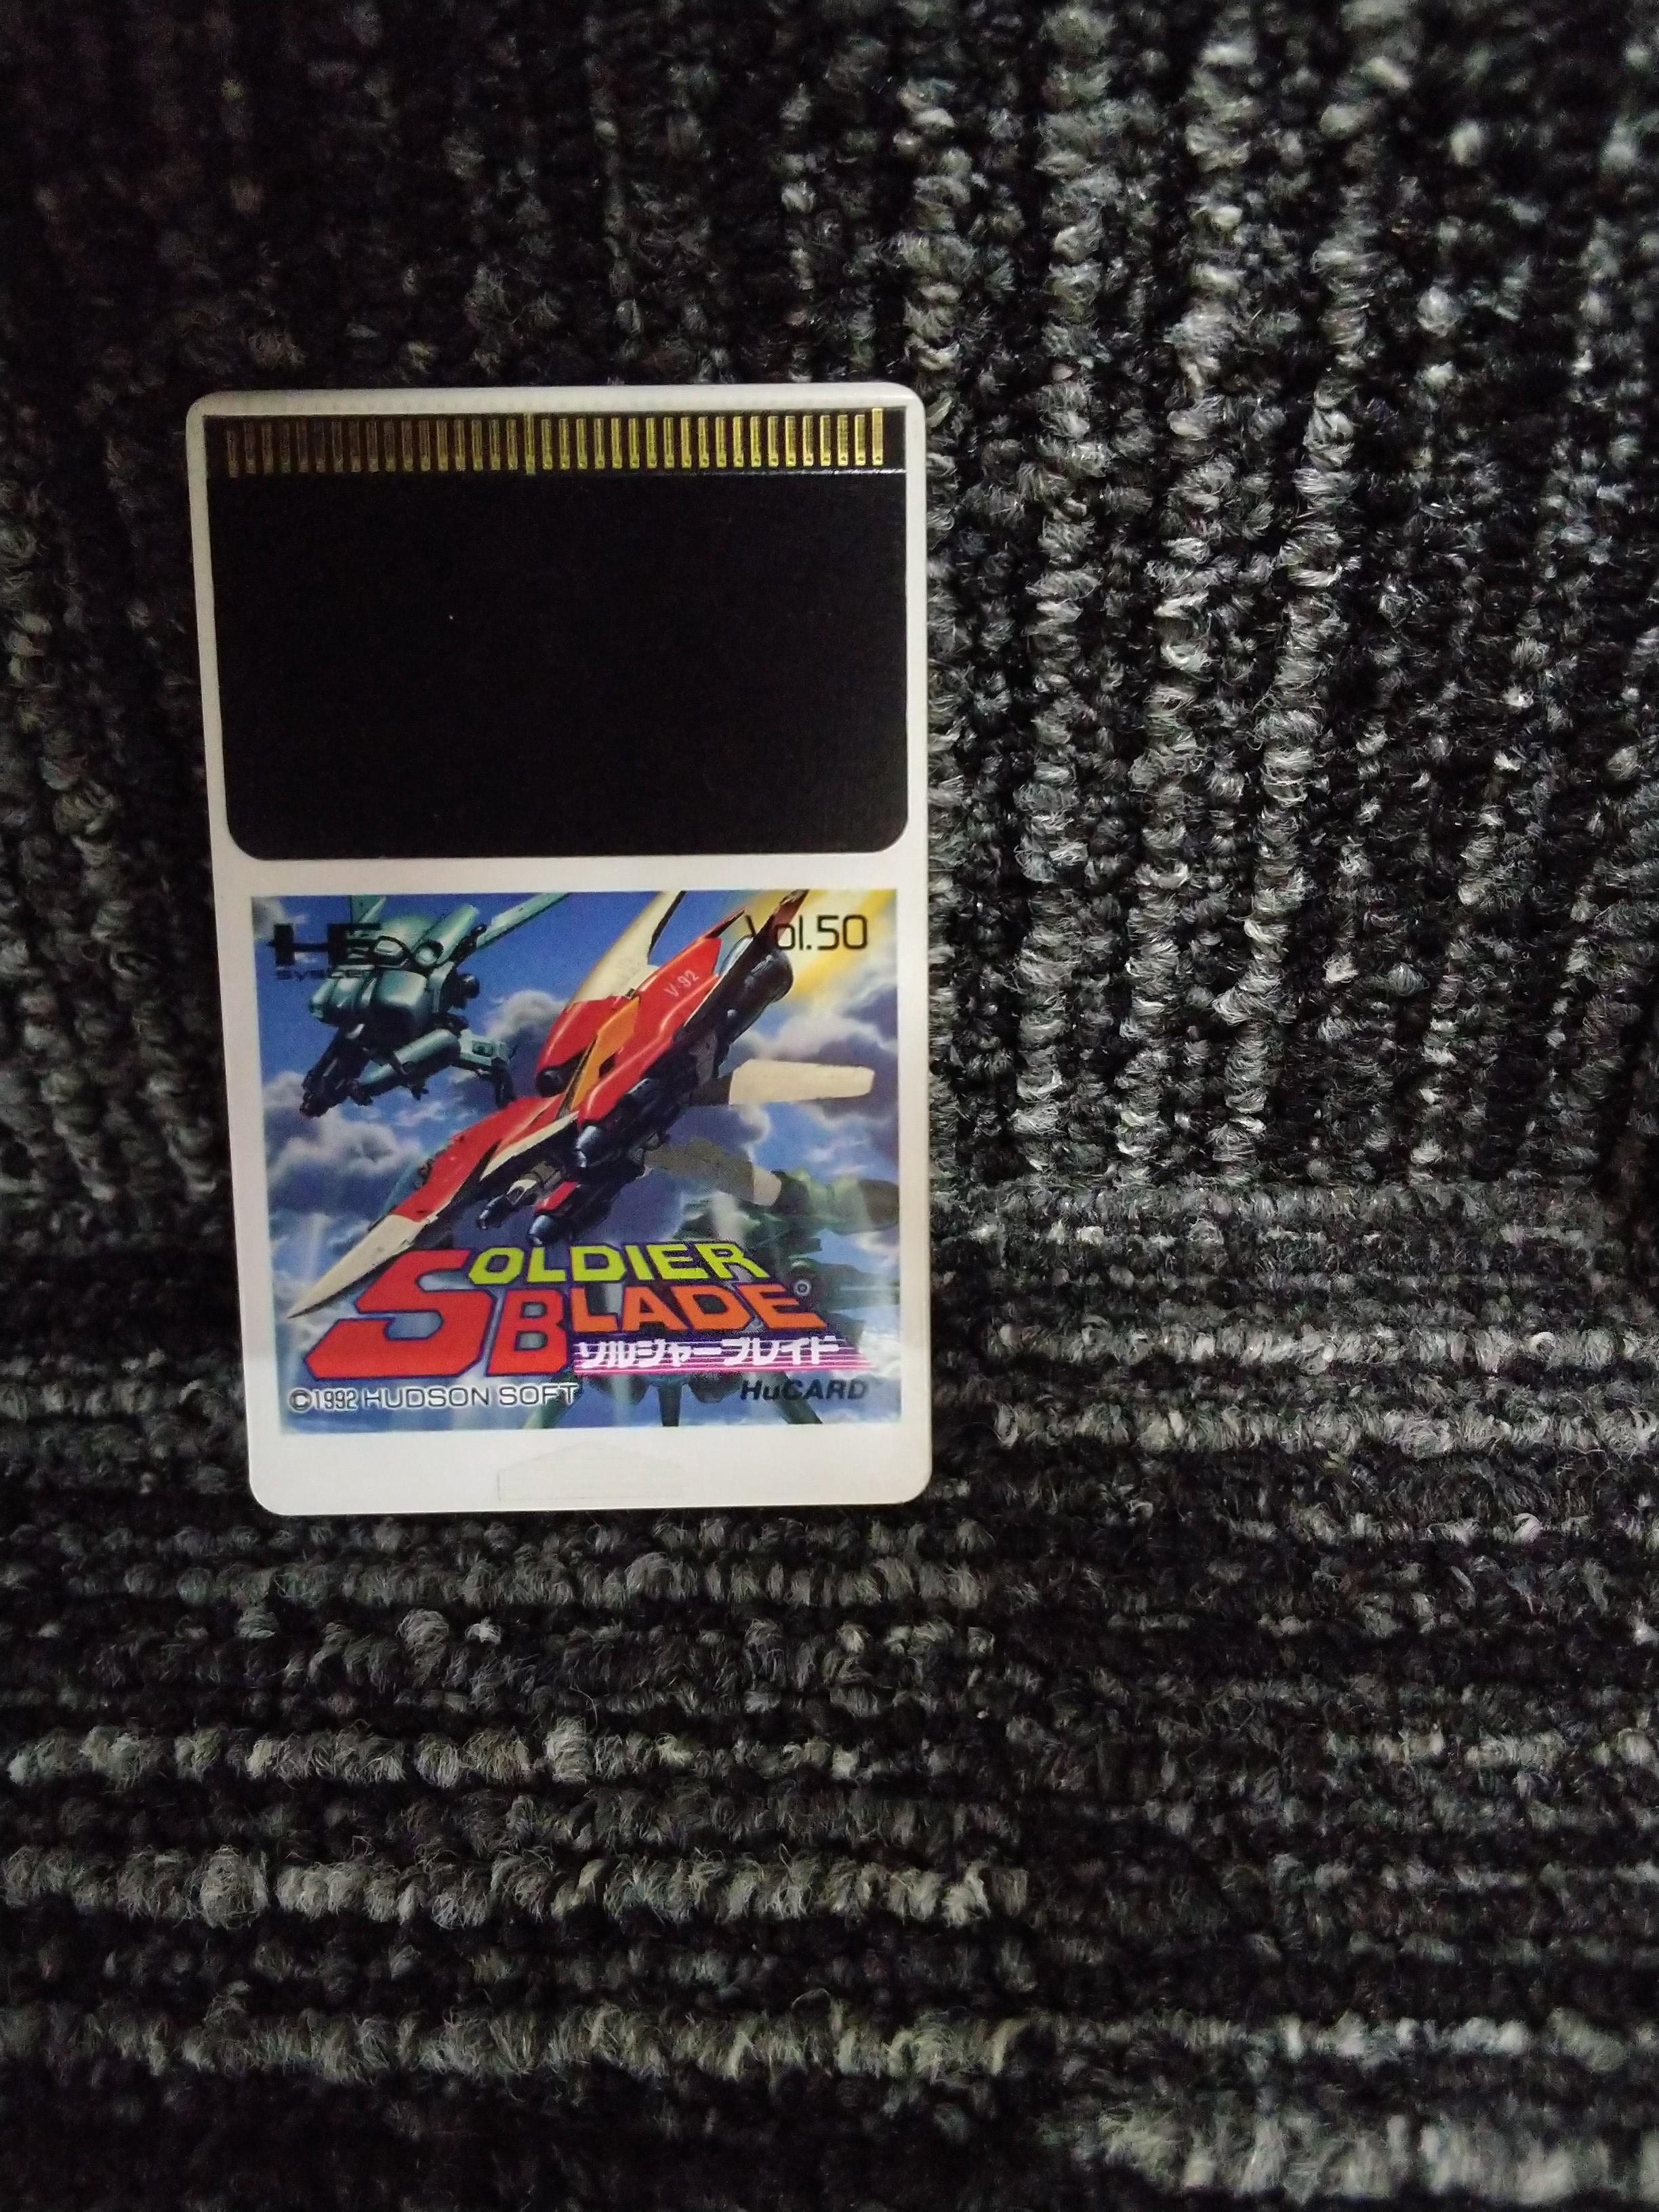 HE
SYSTEM
Vol.50
V-92
SOLDIER
BLADE
ソルジャーブレイド
©1992 HUDSON SOFT
HuCARD